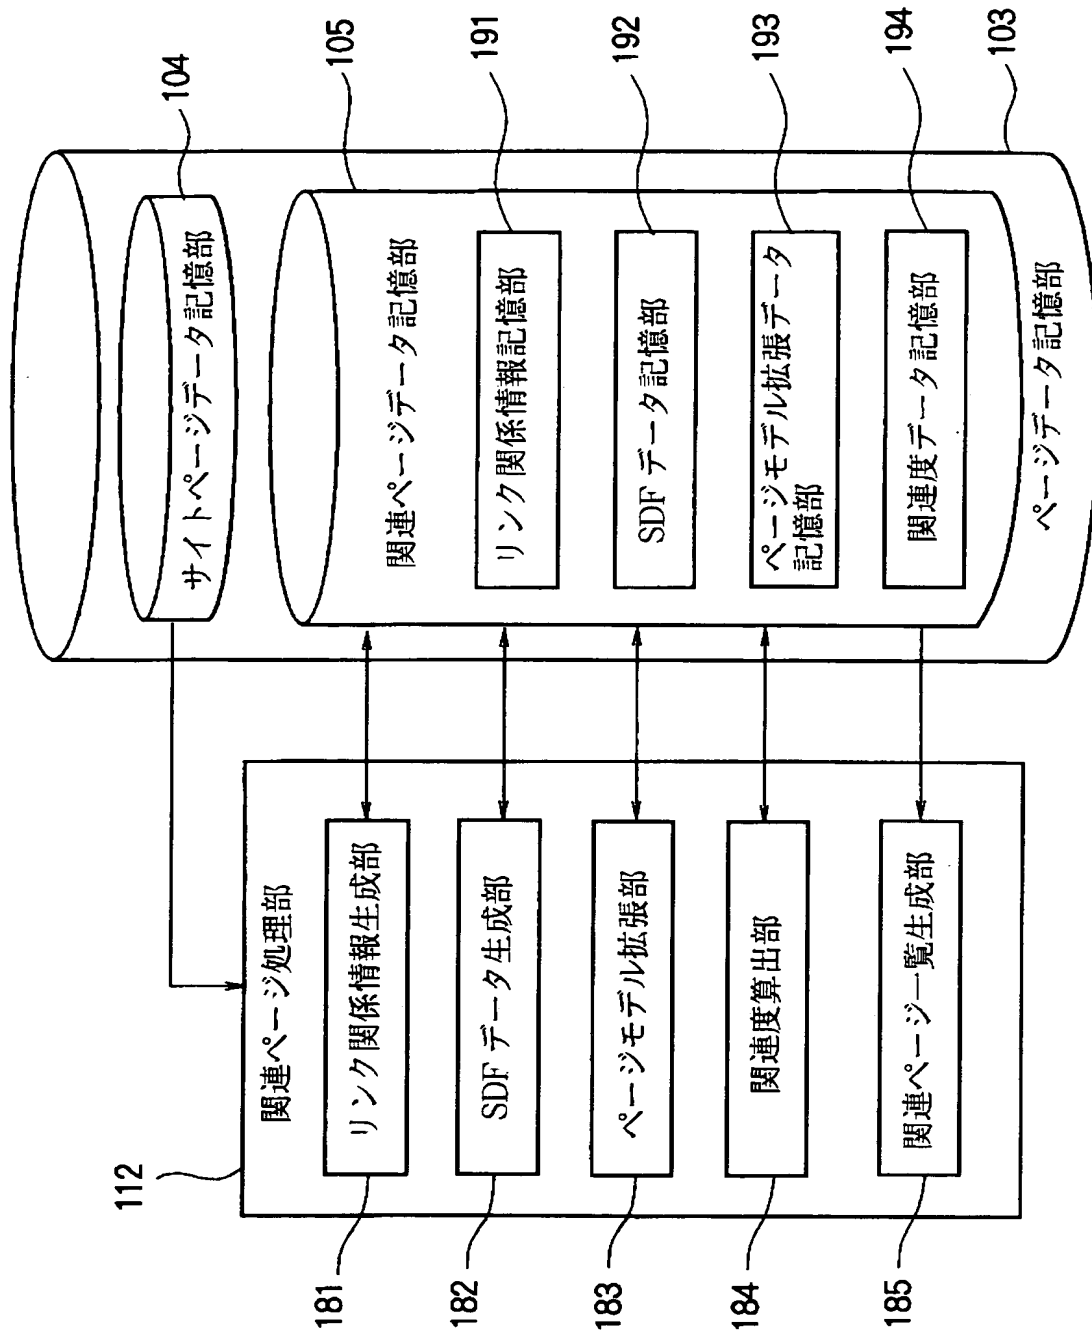 112
関連ページ処理部
181
リンク関係情報生成部
182
SDFデータ生成部
183
ページモデル拡張部
184
関連度算出部
185
関連ページ一覧生成部
104
サイトページデータ記憶部
105
関連ページデータ記憶部
191
リンク関係情報記憶部
192
SDFデータ記憶部
193
ページモデル拡張データ
記憶部
194
関連度データ記憶部
103
ページデータ記憶部